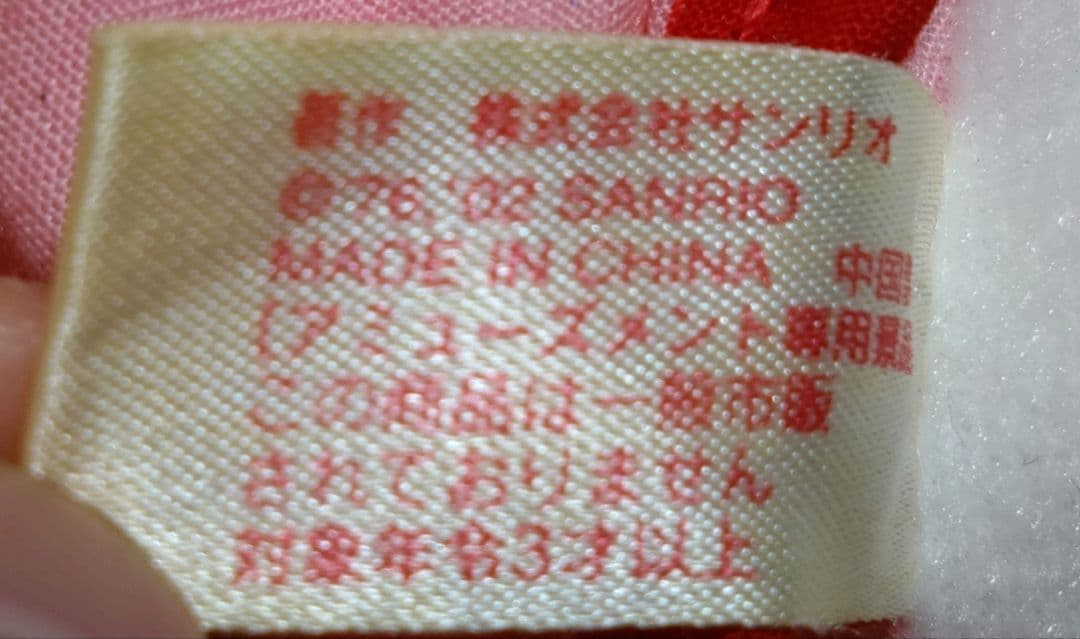 著作 株式会社サンリオ
©'76,'02 SANRIO
MADE IN CHINA 中国製
(アミューズメント専用景品)
この商品は一般市販
されておりません
対象年令3才以上